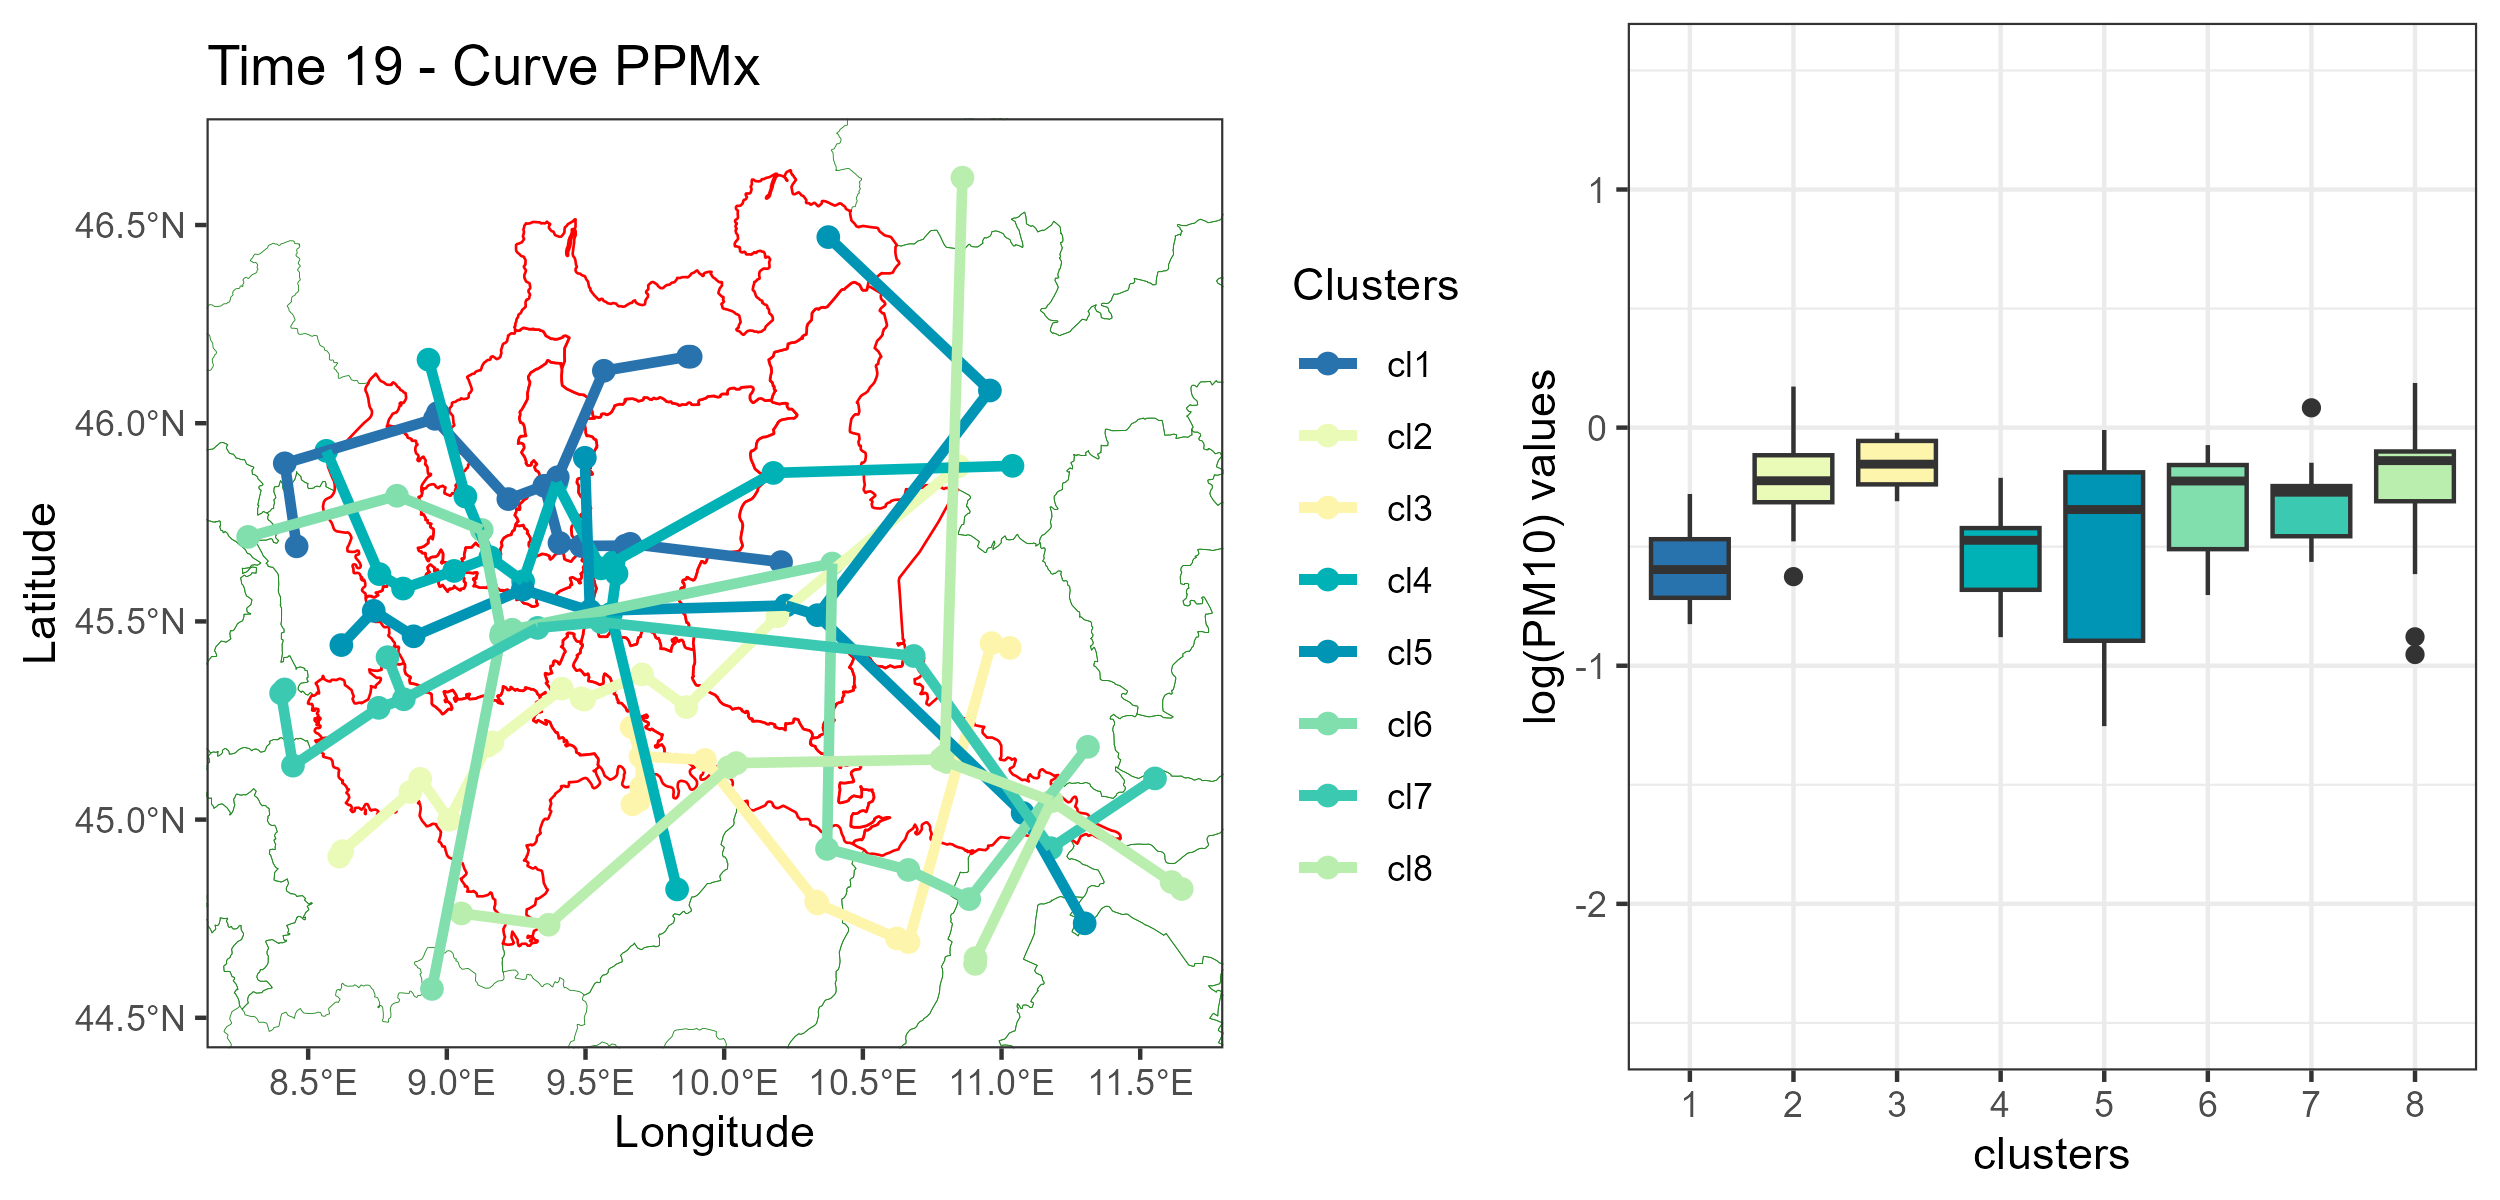 Time 19 - Curve PPMx
46.5°N
46.0°N
45.5°N
45.0°N
44.5°N
Latitude
8.5°E
9.0°E
9.5°E
10.0°E
10.5°E
11.0°E
11.5°E
Longitude
Clusters
cl1
cl2
cl3
cl4
cl5
cl6
cl7
cl8
log(PM10) values
1
0
-1
-2
1
2
3
4
5
6
7
8
clusters